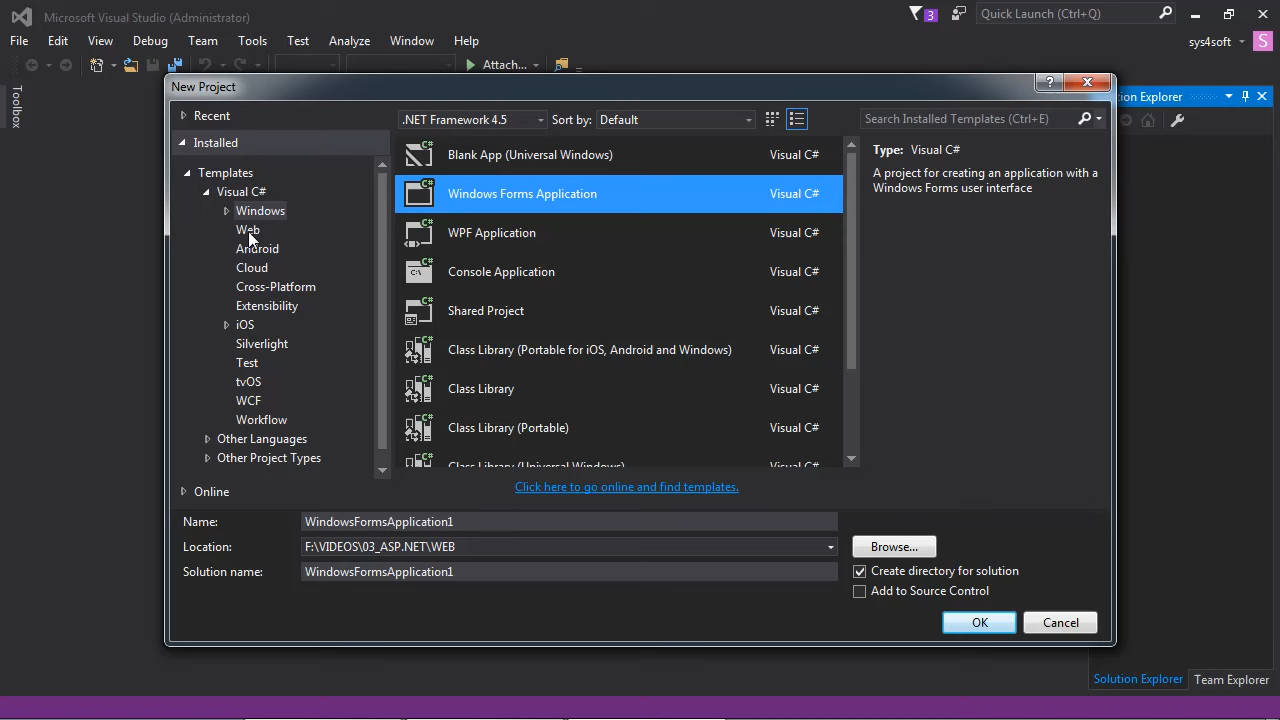 Microsoft Visual Studio (Administrator)
3
Quick Launch (Ctrl+Q)
File Edit View Debug Team Tools Test Analyze Window Help
sys4soft S
Attach...
Toolbox
New Project
?
ion Explorer
Recent
.NET Framework 4.5 Sort by: Default
Search Installed Templates (Ctrl+E)
Installed
Templates
Visual C#
Windows
Web
Android
Cloud
Cross-Platform
Extensibility
iOS
Silverlight
Test
tvOS
WCF
Workflow
Other Languages
Other Project Types
Online
Blank App (Universal Windows) Visual C#
Windows Forms Application Visual C#
WPF Application Visual C#
Console Application Visual C#
Shared Project Visual C#
Class Library (Portable for iOS, Android and Windows) Visual C#
Class Library Visual C#
Class Library (Portable) Visual C#
Class Library (Universal Windows) Visual C#
Type: Visual C#
A project for creating an application with a
Windows Forms user interface
Click here to go online and find templates.
Name: WindowsFormsApplication1
Location: F:\VIDEOS\03_ASP.NET\WEB
Browse...
Solution name: WindowsFormsApplication1
Create directory for solution
Add to Source Control
OK Cancel
Solution Explorer Team Explorer